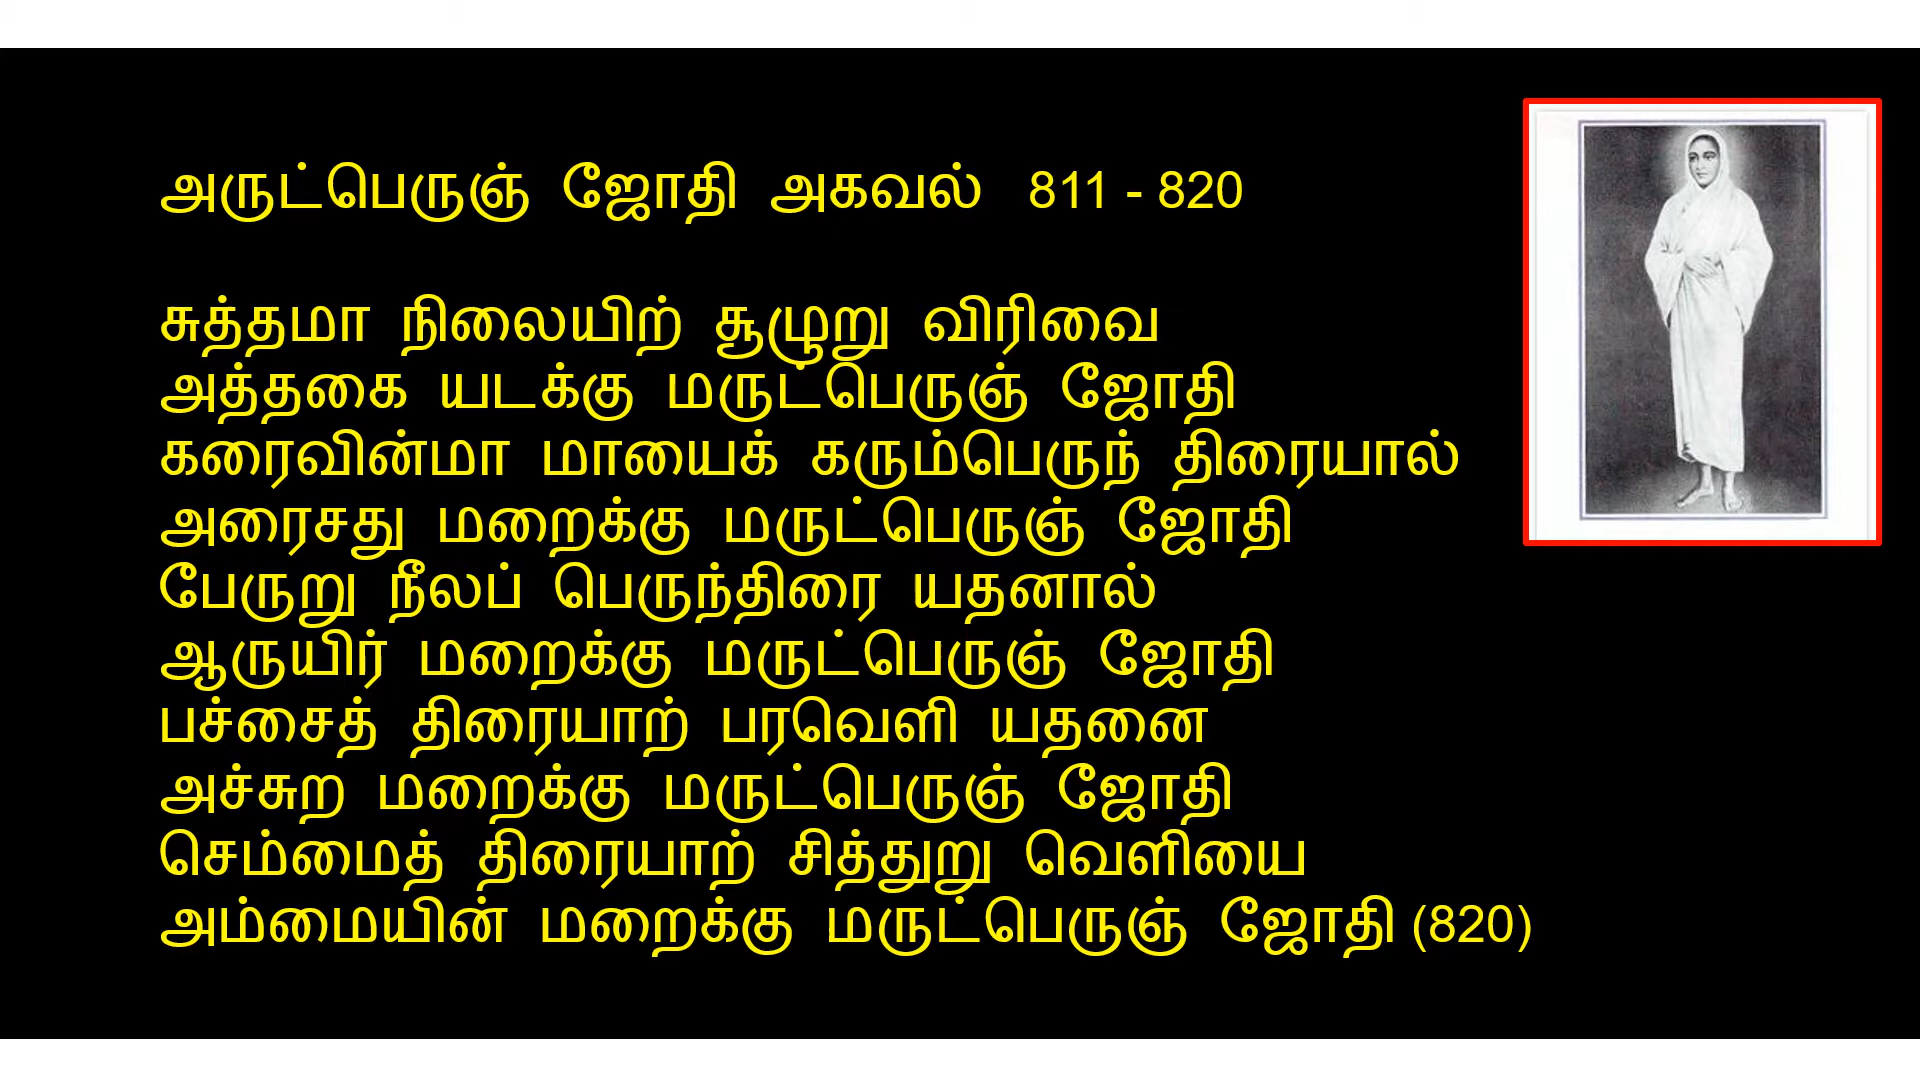 அருட்பெருஞ் ஜோதி அகவல் 811 - 820
சுத்தமா நிலையிற் சூழுறு விரிவை
அத்தகை யடக்கு மருட்பெருஞ் ஜோதி
கரைவின்மா மாயைக் கரும்பெருந் திரையால்
அரைசது மறைக்கு மருட்பெருஞ் ஜோதி
பேருறு நீலப் பெருந்திரை யதனால்
ஆருயிர் மறைக்கு மருட்பெருஞ் ஜோதி
பச்சைத் திரையாற் பரவெளி யதனை
அச்சுற மறைக்கு மருட்பெருஞ் ஜோதி
செம்மைத் திரையாற் சித்துறு வெளியை
அம்மையின் மறைக்கு மருட்பெருஞ் ஜோதி (820)